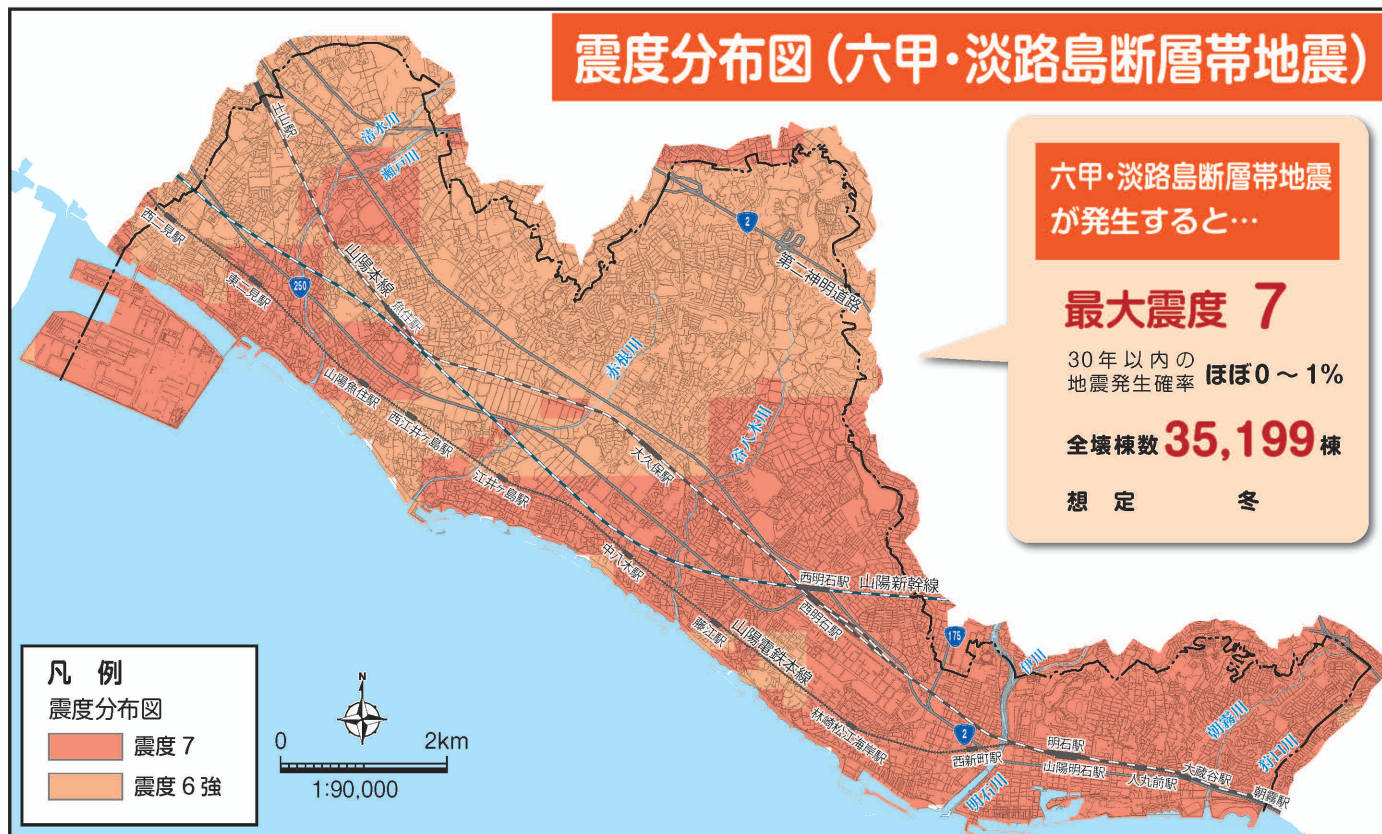 震度分布図(六甲・淡路島断層帯地震)
六甲・淡路島断層帯地震
が発生すると…
最大震度 7
30年以内の
地震発生確率 ほぼ0～1%
全壊棟数 35,199 棟
想定 冬
土山駅
清水川
瀬戸川
西二見駅
東二見駅
250
山陽本線
魚住駅
2
第二神明道路
赤根川
谷八木川
山陽魚住駅
西江井ヶ島駅
江井ヶ島駅
大久保駅
中八木駅
西明石駅
山陽新幹線
西明石駅
藤江駅
山陽電鉄本線
175
伊川
林崎松江海岸駅
2
西新町駅
明石川
明石駅
山陽明石駅
人丸前駅
大蔵谷駅
朝霧川
狩口川
朝霧駅
凡例
震度分布図
震度7
震度6強
N
0 2km
1:90,000